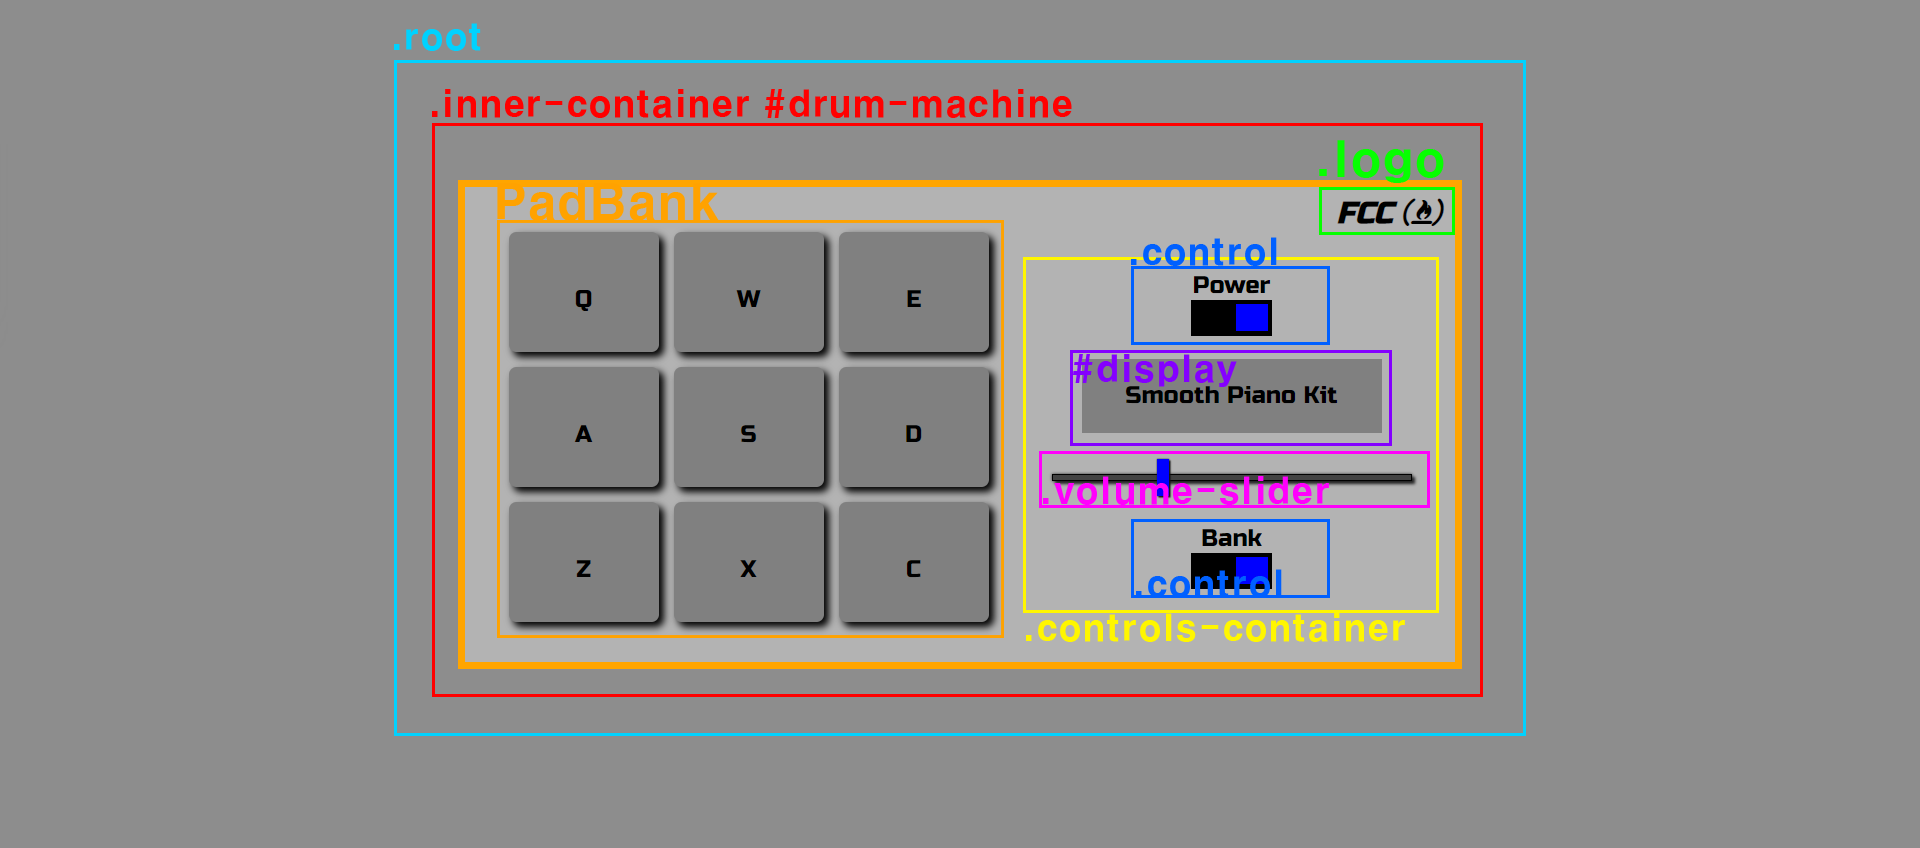 .root
.inner-container #drum-machine
.logo
PadBank
FCC
.control
Power
Q W E
#display
Smooth Piano Kit
A S D
.volume-slider
Bank
Z X C
.control
.controls-container